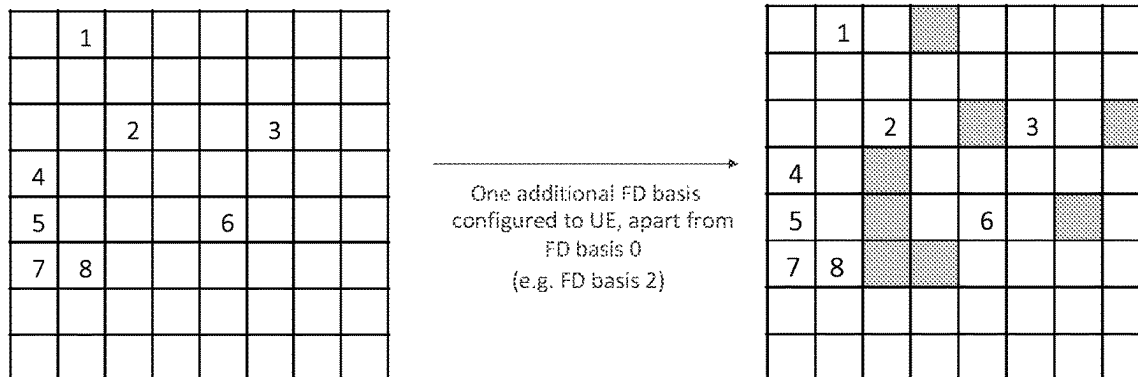 1
2 3
4
5 6
7 8
One additional FD basis
configured to UE, apart from
FD basis 0
(e.g. FD basis 2)
1
2 3
4
5 6
7 8